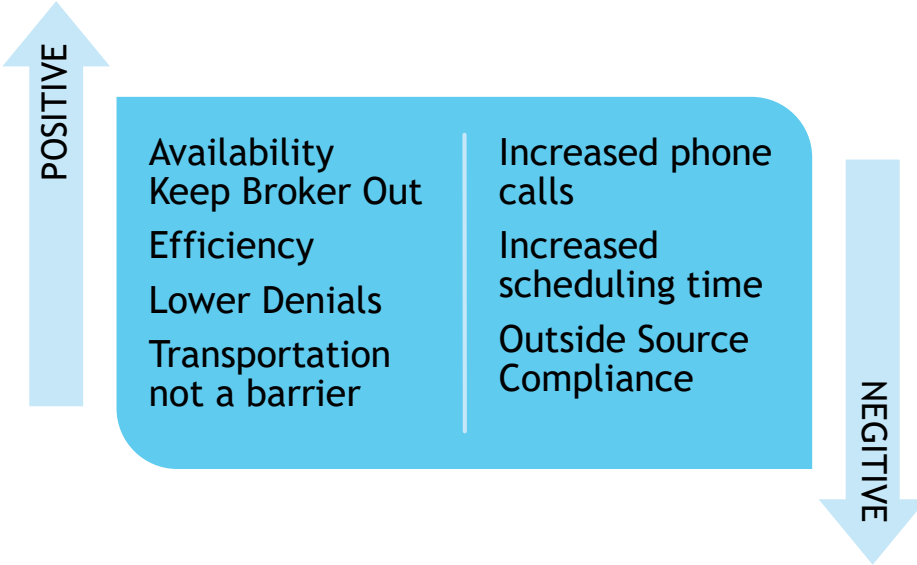 POSITIVE
Availability
Keep Broker Out
Efficiency
Lower Denials
Transportation
not a barrier
Increased phone
calls
Increased
scheduling time
Outside Source
Compliance
NEGITIVE